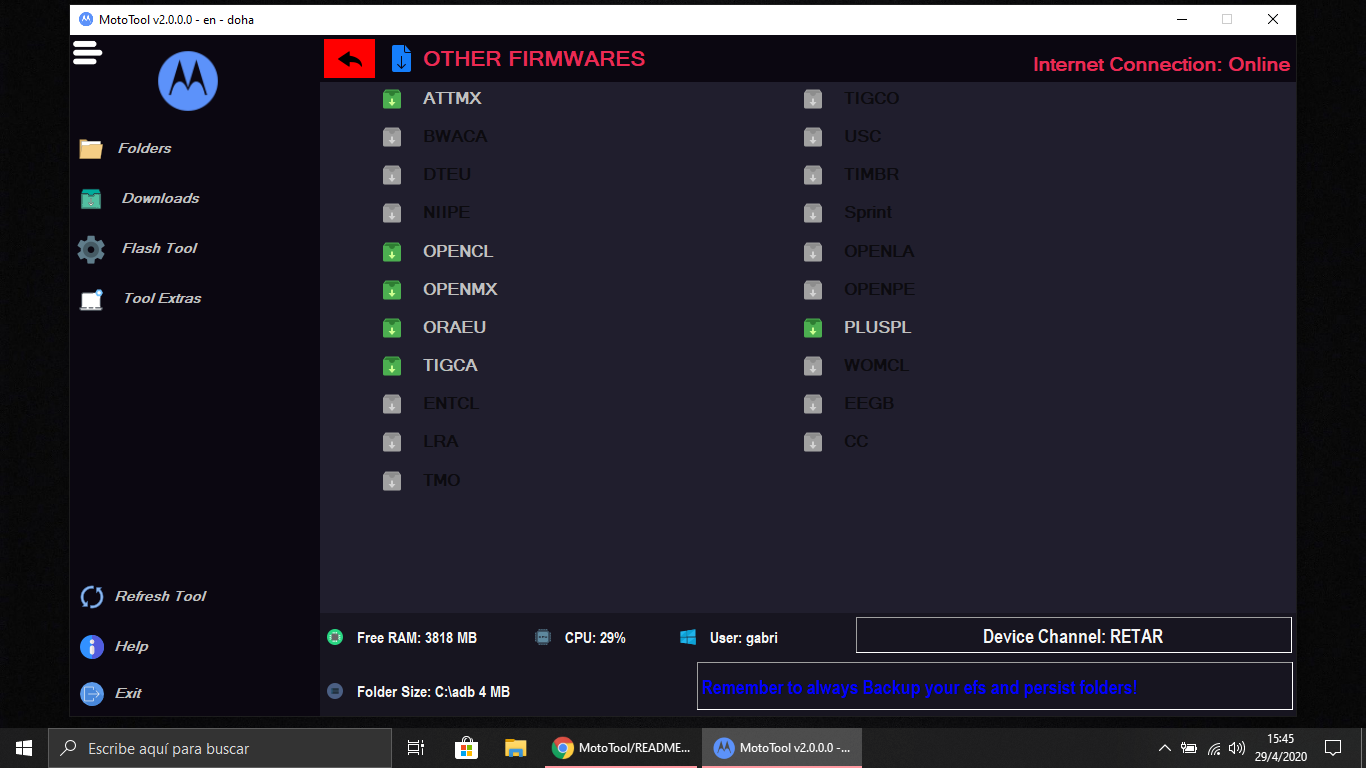 MotoTool v2.0.0.0 - en - doha
OTHER FIRMWARES
Internet Connection: Online
Folders
Downloads
Flash Tool
Tool Extras
Refresh Tool
Help
Exit
ATTMX
BWACA
DTEU
NIIPE
OPENCL
OPENMX
ORAEU
TIGCA
ENTCL
LRA
TMO
TIGCO
USC
TIMBR
Sprint
OPENLA
OPENPE
PLUSPL
WOMCL
EEGB
CC
Free RAM: 3818 MB
CPU: 29%
User: gabri
Device Channel: RETAR
Folder Size: C:\adb 4 MB
Remember to always Backup your efs and persist folders!
Escribe aquí para buscar
MotoTool/README...
MotoTool v2.0.0.0 -...
15:45
29/4/2020